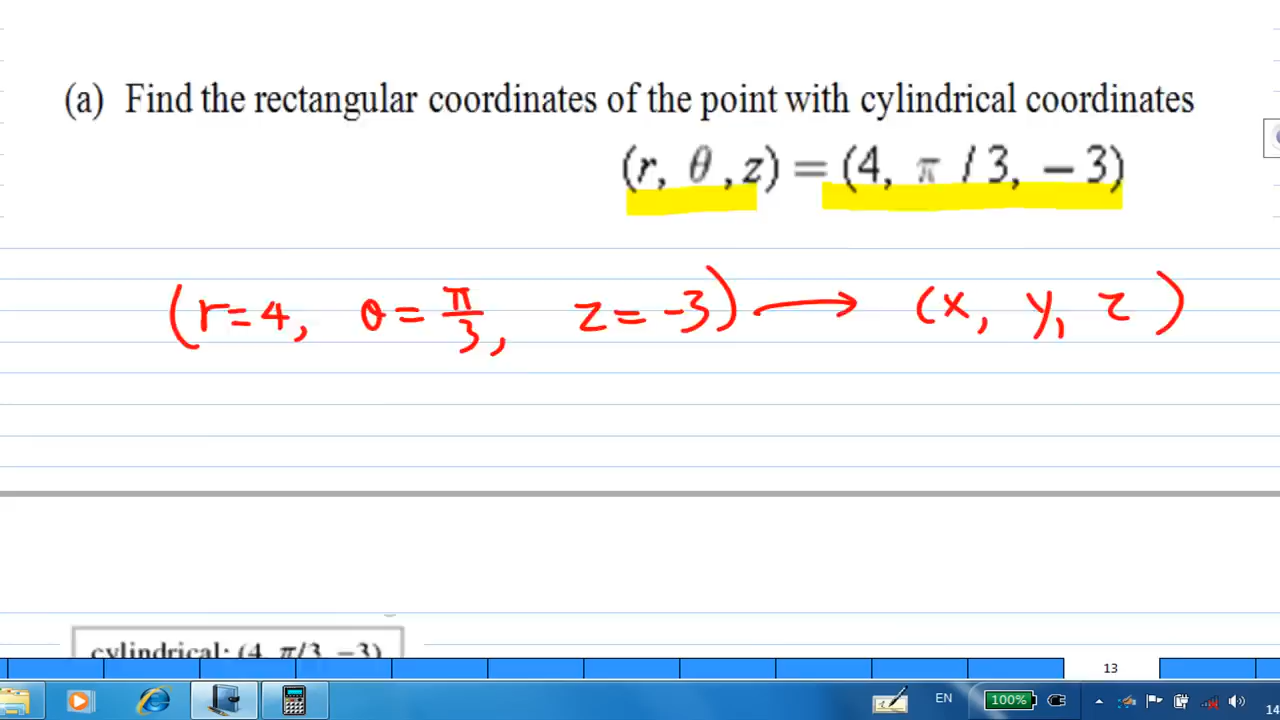 (a) Find the rectangular coordinates of the point with cylindrical coordinates
(r, θ ,z) = (4, π /3, −3)
(r=4, θ=π/3, z=-3) → (x, y, z)
cylindrical: (4, π/3, −3)
13
EN
100%
14